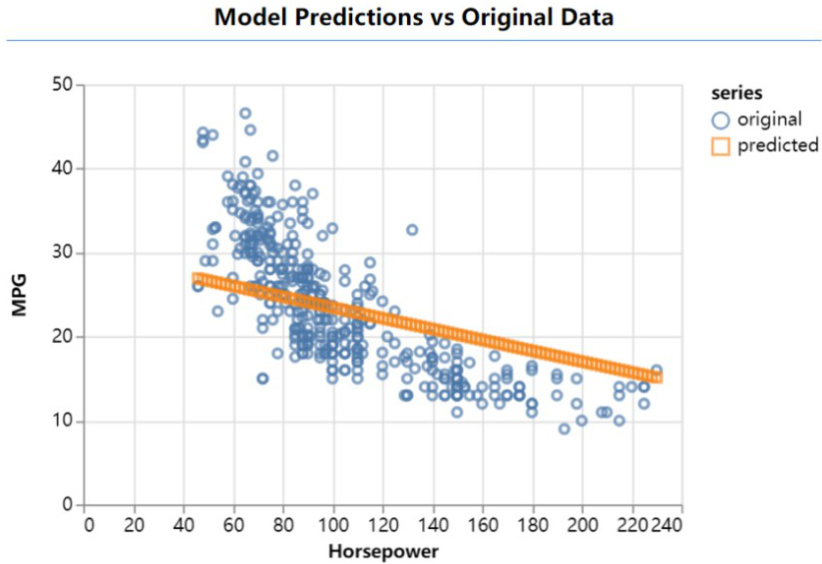 Model Predictions vs Original Data
series
original
predicted
50
40
30
20
10
0
MPG
0 20 40 60 80 100 120 140 160 180 200 220 240
Horsepower